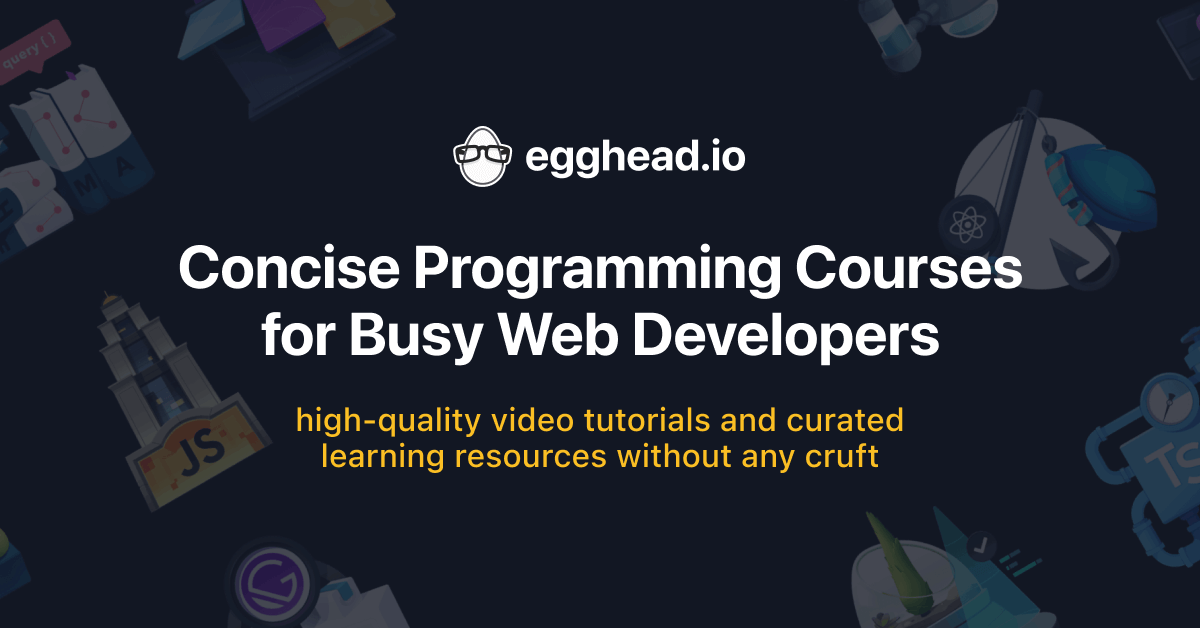 query{}
egghead.io
Concise Programming Courses
for Busy Web Developers
high-quality video tutorials and curated
learning resources without any cruft
M A
JS
TS